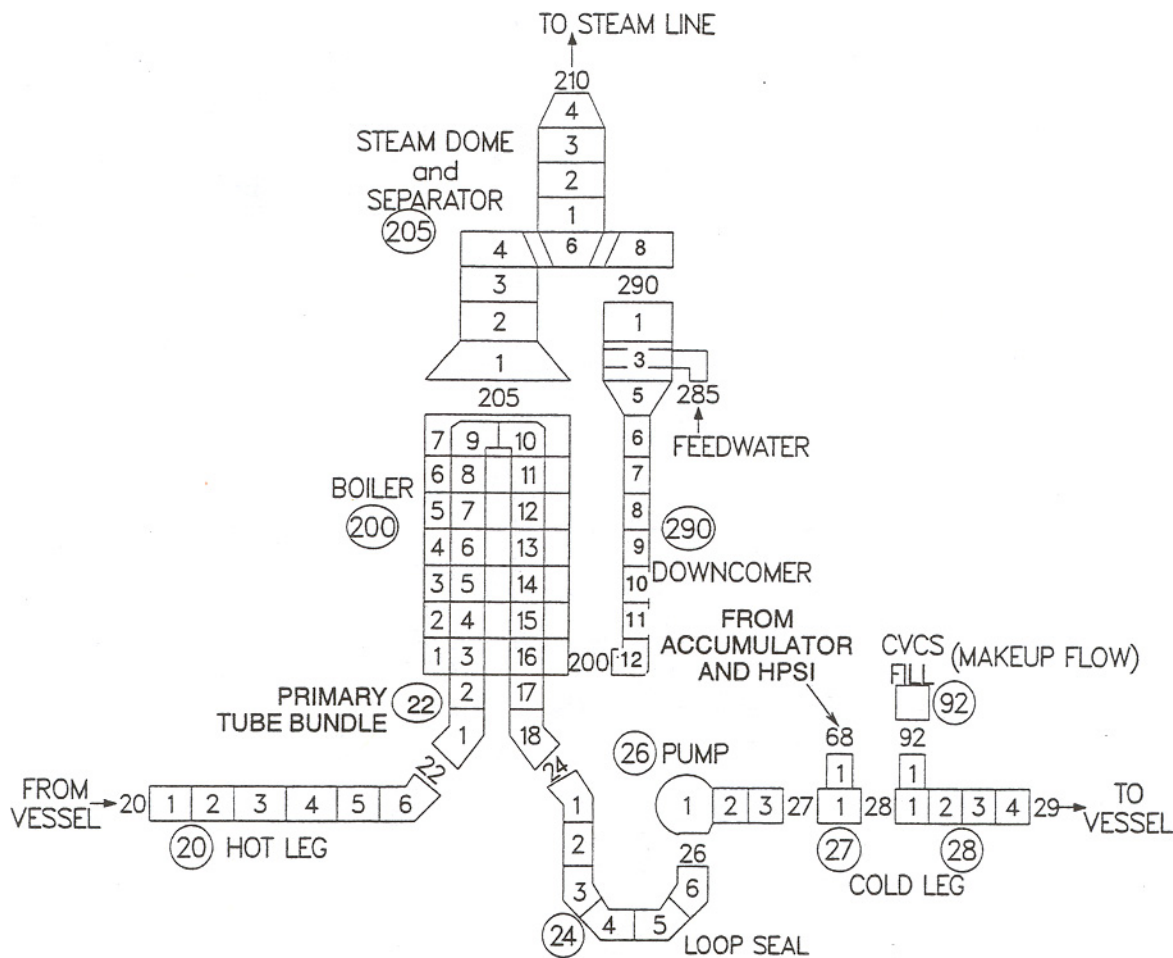 TO STEAM LINE
210
4
3
2
1
STEAM DOME
and
SEPARATOR
205
4
6
8
3
2
1
290
1
3
5
285
FEEDWATER
205
7 9 10
6 8 11
5 7 12
4 6 13
3 5 14
2 4 15
1 3 16
2 17
1 18
BOILER
200
6
7
8
9
10
11
12
290
DOWNCOMER
200
PRIMARY
TUBE BUNDLE
22
22
24
FROM
VESSEL
20
1 2 3 4 5 6
20
HOT LEG
1
2
3
4
5
6
24
LOOP SEAL
26
26 PUMP
1 2 3
27
FROM
ACCUMULATOR
AND HPSI
68
1
1
27
28
CVCS
FILL
(MAKEUP FLOW)
92
92
1
1 2 3 4
28
29
TO
VESSEL
COLD LEG